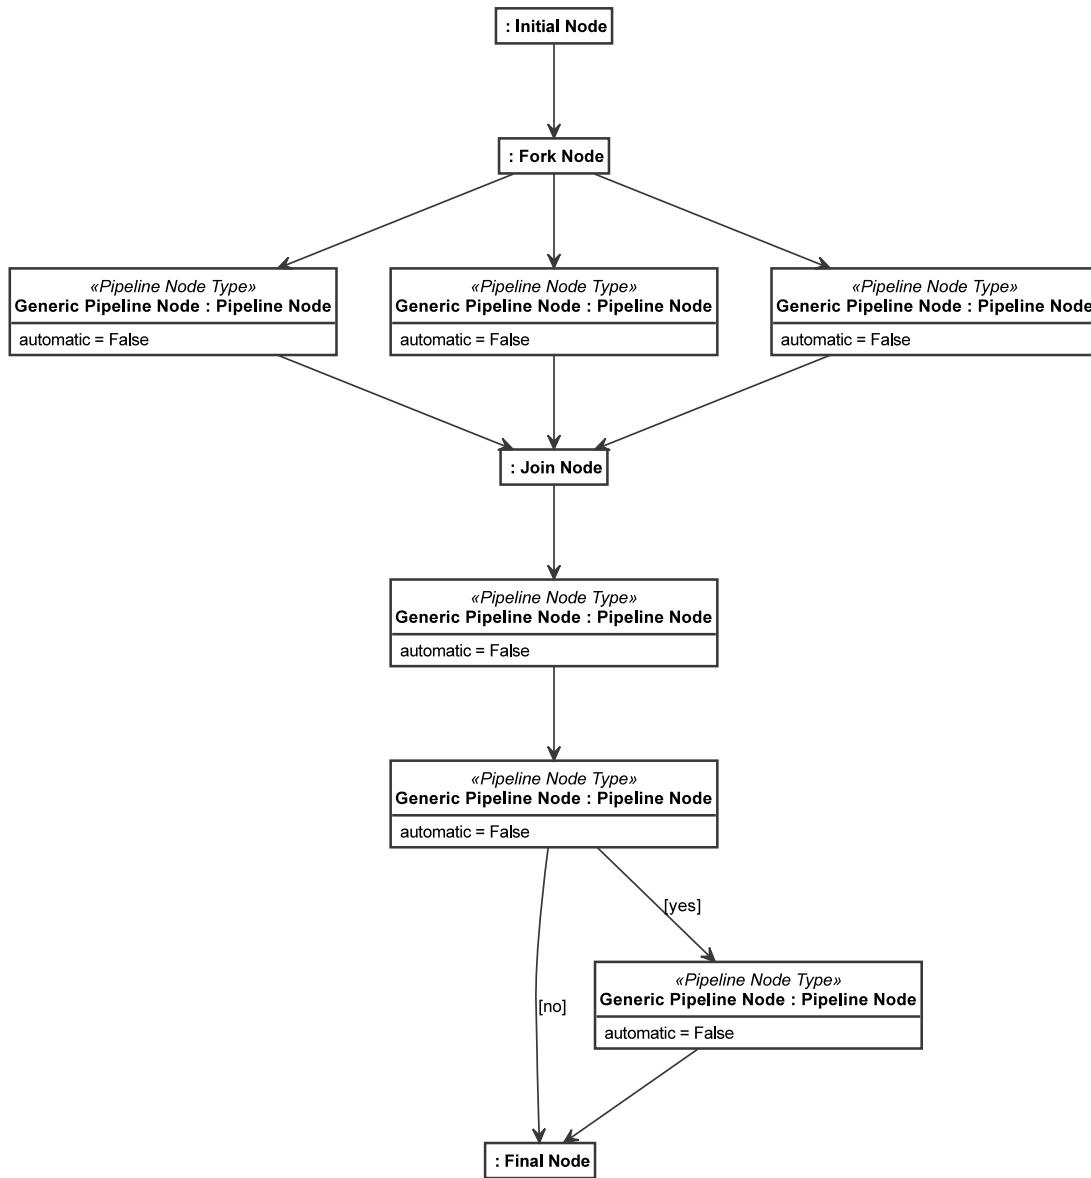 : Initial Node
: Fork Node
«Pipeline Node Type»
Generic Pipeline Node : Pipeline Node
automatic = False
«Pipeline Node Type»
Generic Pipeline Node : Pipeline Node
automatic = False
«Pipeline Node Type»
Generic Pipeline Node : Pipeline Node
automatic = False
: Join Node
«Pipeline Node Type»
Generic Pipeline Node : Pipeline Node
automatic = False
«Pipeline Node Type»
Generic Pipeline Node : Pipeline Node
automatic = False
[yes]
«Pipeline Node Type»
Generic Pipeline Node : Pipeline Node
[no]
automatic = False
: Final Node